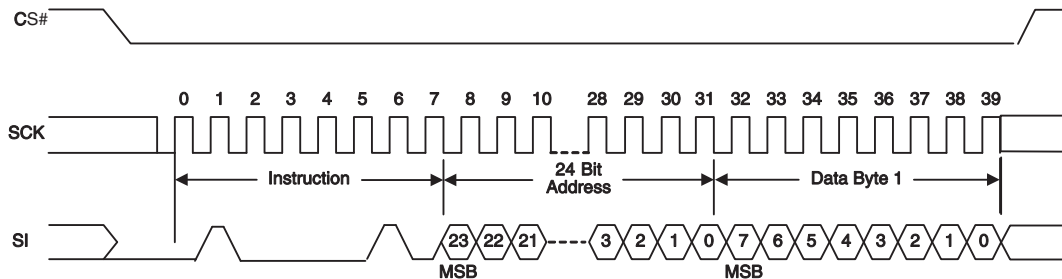 CS#
0 1 2 3 4 5 6 7 8 9 10 28 29 30 31 32 33 34 35 36 37 38 39
SCK
Instruction 24 Bit Address Data Byte 1
SI 23 22 21 3 2 1 0 7 6 5 4 3 2 1 0
MSB MSB